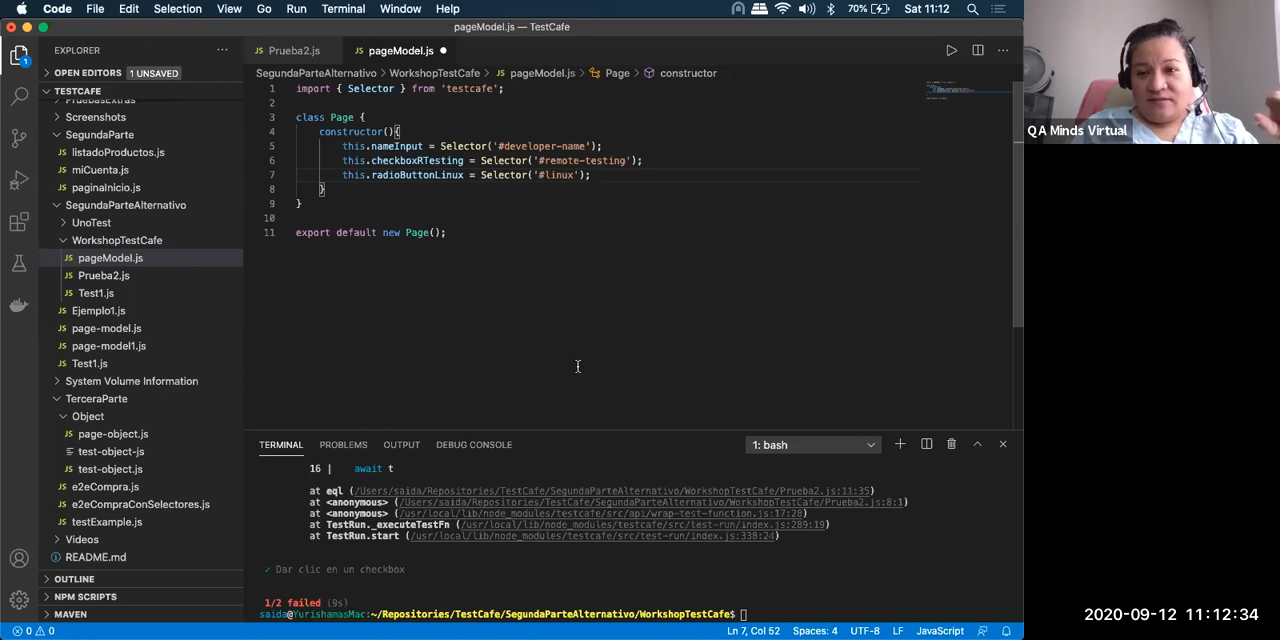 Code File Edit Selection View Go Run Terminal Window Help 70% Sat 11:12
pageModel.js — TestCafe
EXPLORER
Prueba2.js
pageModel.js
OPEN EDITORS 1 UNSAVED
TESTCAFE
PruebasExtras
Screenshots
SegundaParte
listadoProductos.js
miCuenta.js
paginaInicio.js
SegundaParteAlternativo
UnoTest
WorkshopTestCafe
pageModel.js
Prueba2.js
Test1.js
Ejemplo1.js
page-model.js
page-model1.js
Test1.js
System Volume Information
TerceraParte
Object
page-object.js
test-object-js
test-object.js
e2eCompra.js
e2eCompraConSelectores.js
testExample.js
Videos
README.md
OUTLINE
NPM SCRIPTS
MAVEN
SegundaParteAlternativo > WorkshopTestCafe > pageModel.js > Page > constructor
1 import { Selector } from 'testcafe';
2
3 class Page {
4 constructor(){
5 this.nameInput = Selector('#developer-name');
6 this.checkboxRTesting = Selector('#remote-testing');
7 this.radioButtonLinux = Selector('#linux');
8 }
9 }
10
11 export default new Page();
TERMINAL PROBLEMS OUTPUT DEBUG CONSOLE 1: bash
16 | await t
at eql (/Users/saida/Repositories/TestCafe/SegundaParteAlternativo/WorkshopTestCafe/Prueba2.js:11:35)
at <anonymous> (/Users/saida/Repositories/TestCafe/SegundaParteAlternativo/WorkshopTestCafe/Prueba2.js:8:1)
at <anonymous> (/usr/local/lib/node_modules/testcafe/src/api/wrap-test-function.js:17:28)
at TestRun._executeTestFn (/usr/local/lib/node_modules/testcafe/src/test-run/index.js:289:19)
at TestRun.start (/usr/local/lib/node_modules/testcafe/src/test-run/index.js:338:24)
✓ Dar clic en un checkbox
1/2 failed (9s)
saida@YurishamasMac:~/Repositories/TestCafe/SegundaParteAlternativo/WorkshopTestCafe$
0 0 Ln 7, Col 52 Spaces: 4 UTF-8 LF JavaScript
QA Minds Virtual
2020-09-12 11:12:34